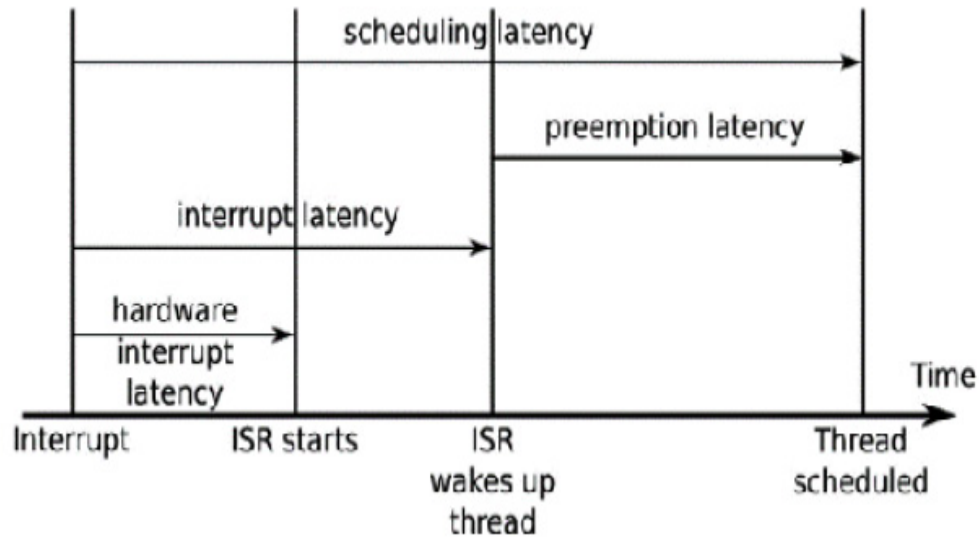 scheduling latency
preemption latency
interrupt latency
hardware
interrupt
latency
Time
Interrupt
ISR starts
ISR
wakes up
thread
Thread
scheduled